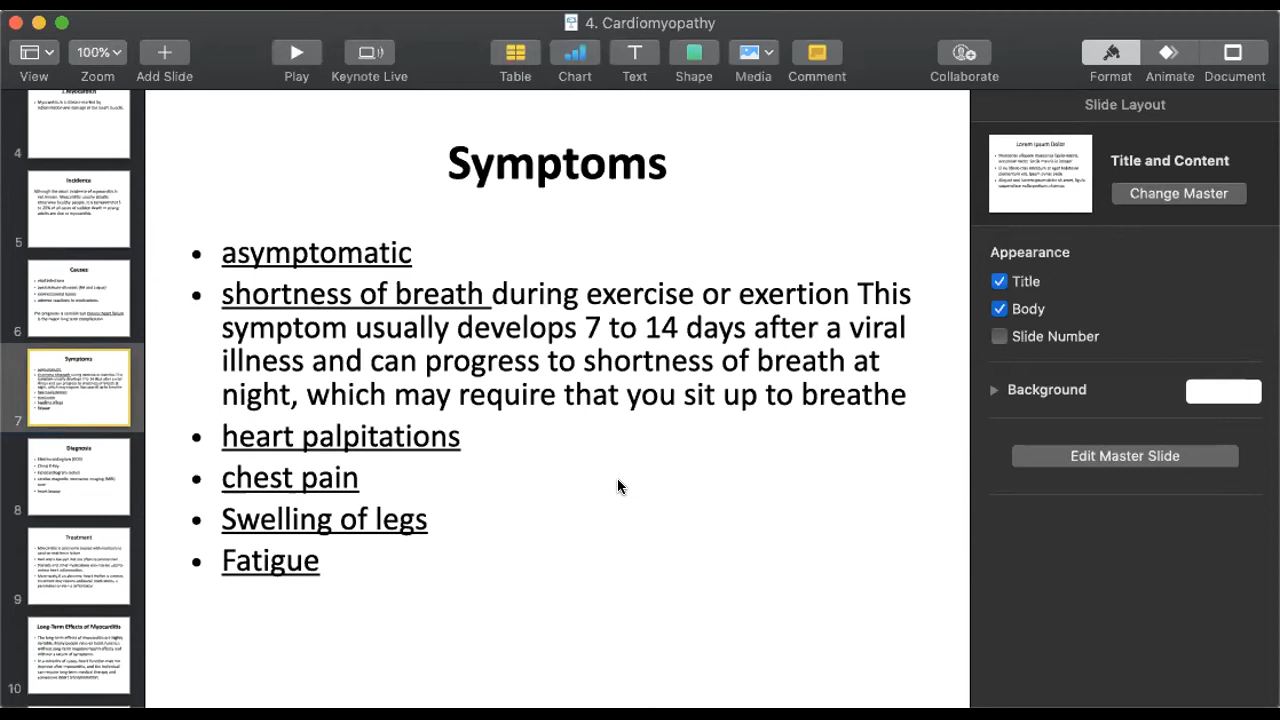 4. Cardiomyopathy
100%
View
Zoom
Add Slide
Play
Keynote Live
Table
Chart
Text
Shape
Media
Comment
Collaborate
Format
Animate
Document
4
Incidence
5
Causes
6
Symptoms
7
Diagnosis
8
Treatment
9
Long-Term Effects of Myocarditis
10
Symptoms
• asymptomatic
• shortness of breath during exercise or exertion This
symptom usually develops 7 to 14 days after a viral
illness and can progress to shortness of breath at
night, which may require that you sit up to breathe
• heart palpitations
• chest pain
• Swelling of legs
• Fatigue
Slide Layout
Lorem Ipsum Dolor
Title and Content
Change Master
Appearance
Title
Body
Slide Number
Background
Edit Master Slide